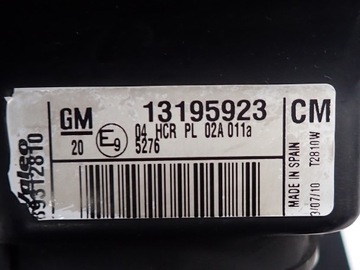 GM
13195923
CM
20
E9
04 HCR PL 02A 011a
5276
Valeo
89312810
MADE IN SPAIN
3/07/10 T2810W